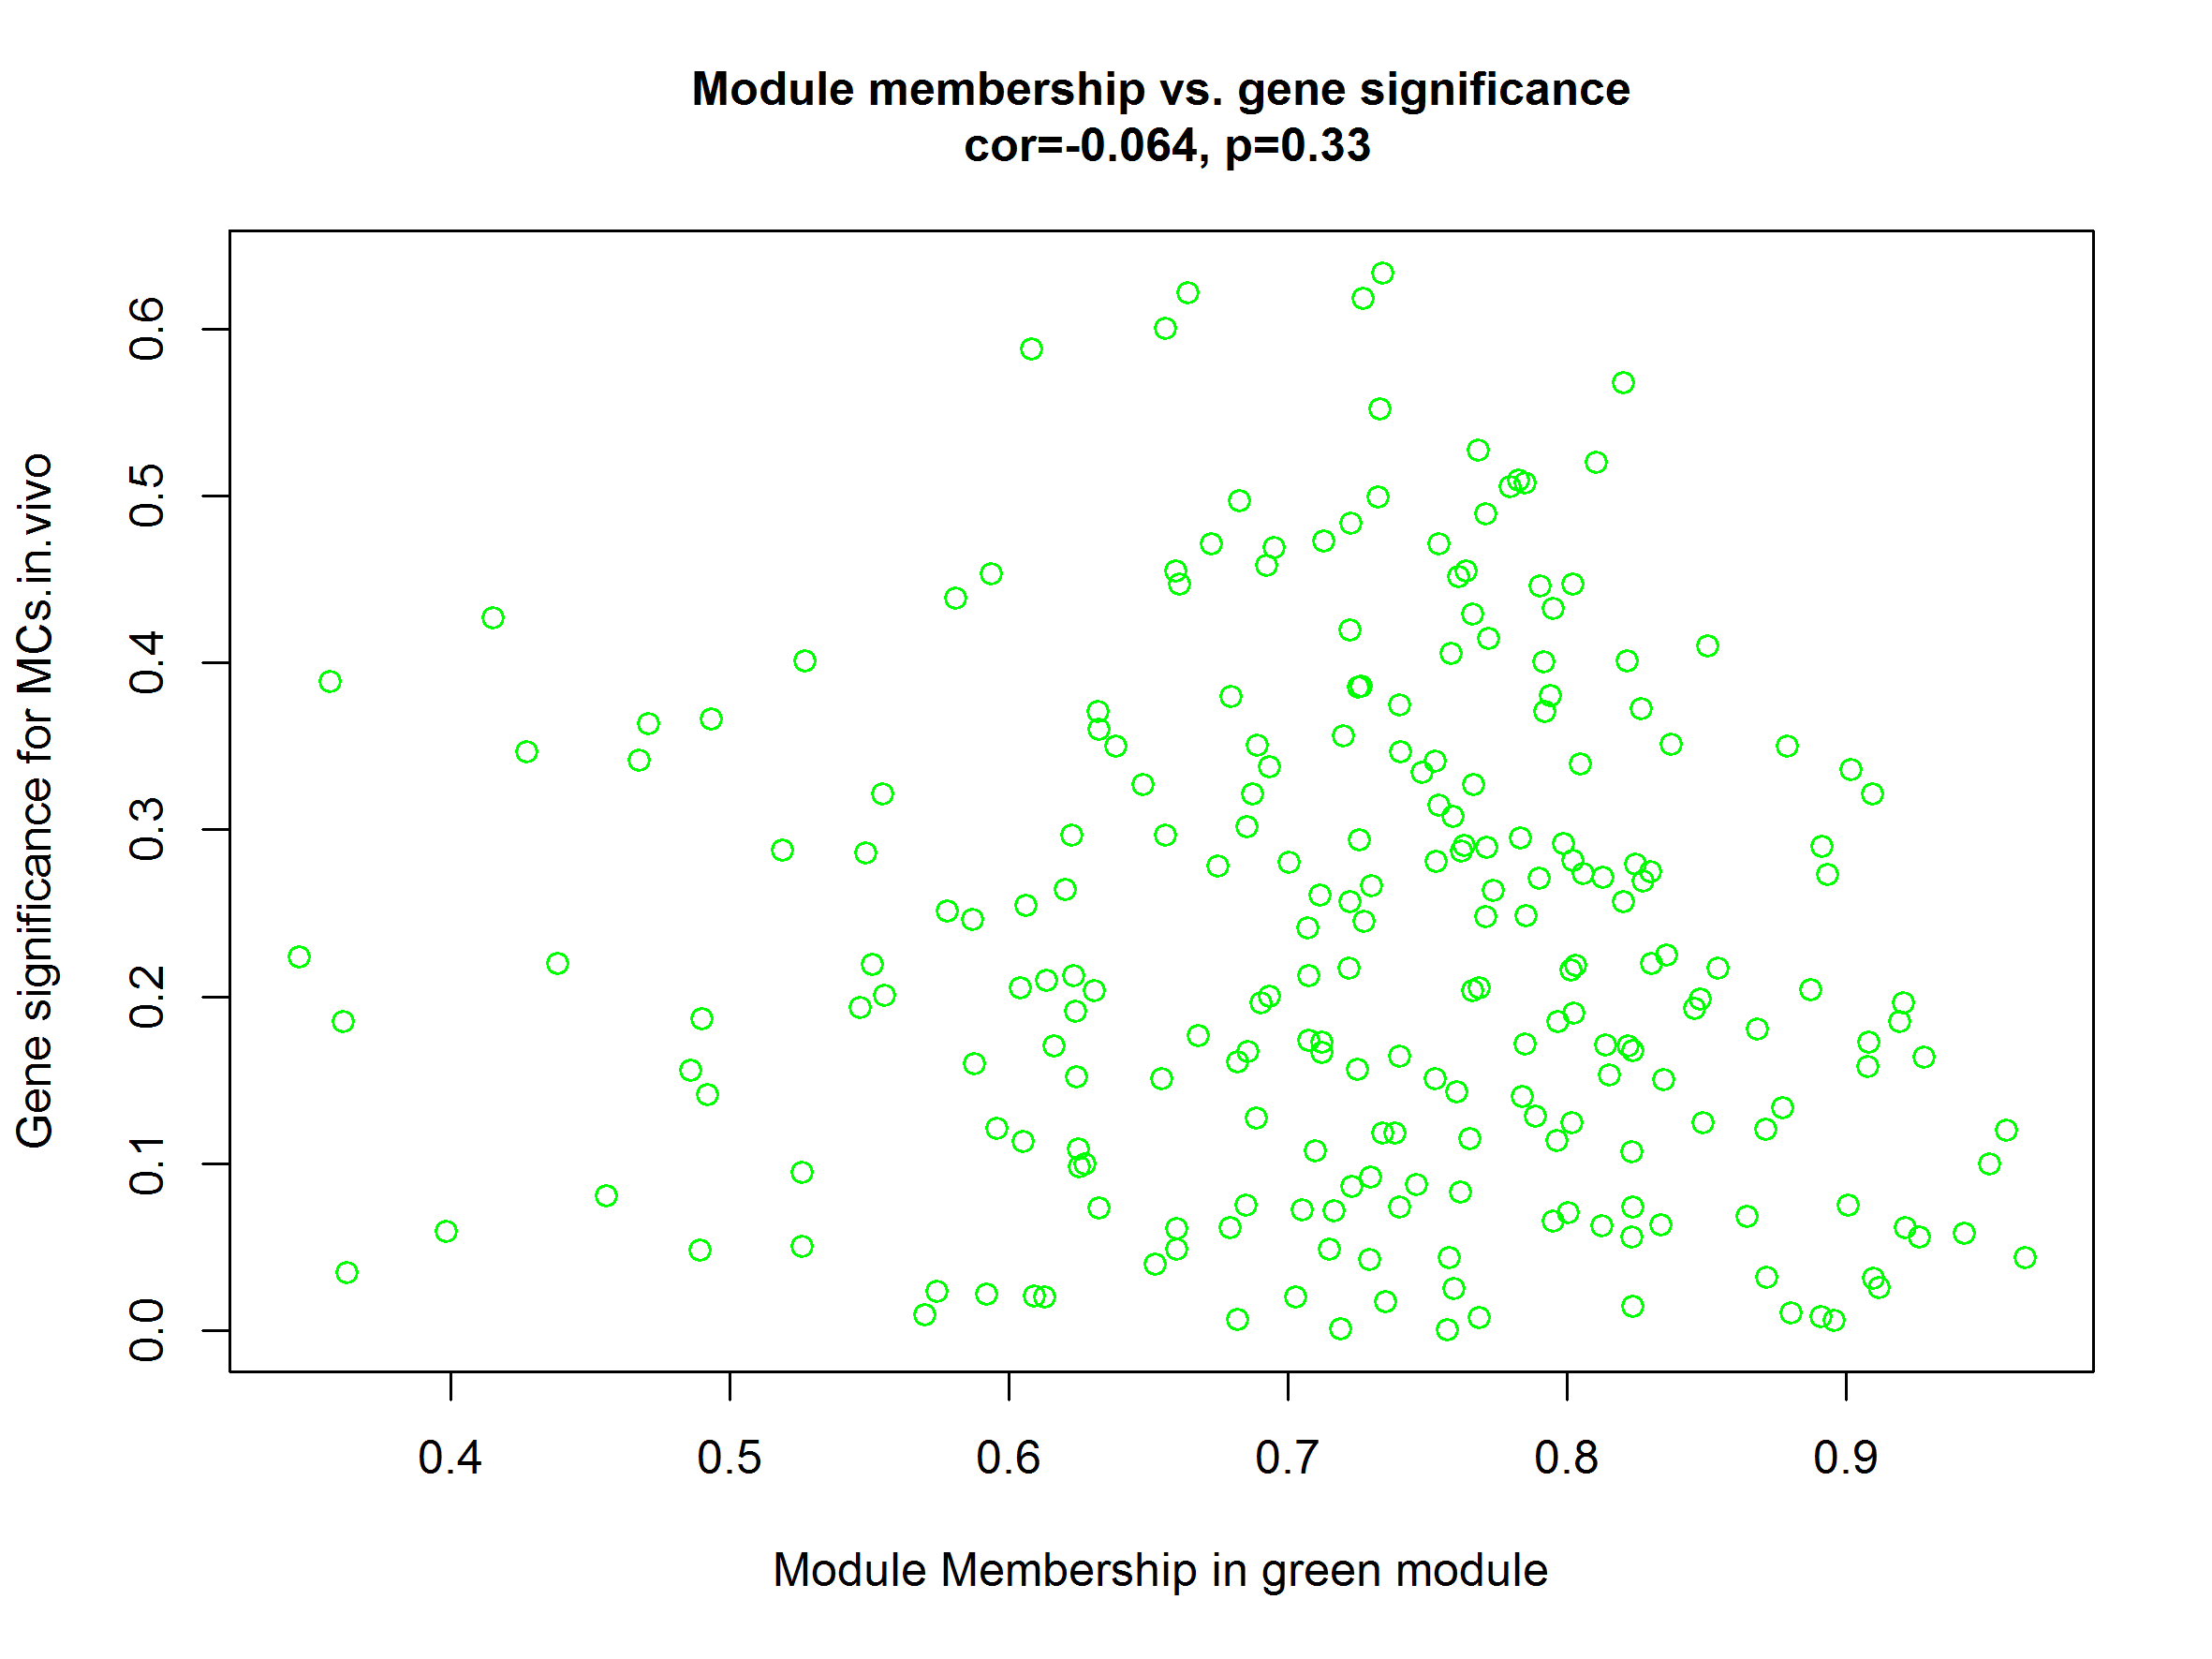 Module membership vs. gene significance
cor=-0.064, p=0.33
Gene significance for MCs.in.vivo
0.6
0.5
0.4
0.3
0.2
0.1
0.0
0.4 0.5 0.6 0.7 0.8 0.9
Module Membership in green module